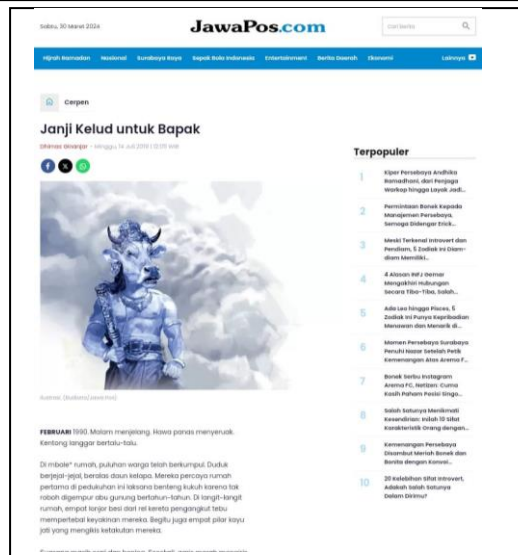 Sabtu, 30 Maret 2024
JawaPos.com
Cari Berita
Hijrah Ramadan Nasional Surabaya Raya Sepak Bola Indonesia Entertainment Berita Daerah Ekonomi Lainnya
Cerpen
Janji Kelud untuk Bapak
Dhimas Ginanjar - Minggu, 14 Juli 2019 |
Ilustrasi. (Budiono/Jawa Pos)
FEBRUARI 1990. Malam menjelang. Hawa panas menyeruak.
Kentong langgar bertalu-talu.
Di mbale* rumah, puluhan warga telah berkumpul. Duduk
berjejal-jejal, beralas daun kelapa. Mereka percaya rumah
pertama di pedukuhan ini laksana benteng kukuh karena tak
roboh digempur abu gunung bertahun-tahun. Di langit-langit
rumah, empat lonjor besi dari rel kereta pengangkut tebu
mempertebal keyakinan mereka. Begitu juga empat pilar kayu
jati yang mengikis ketakutan mereka.
Terpopuler
1
Kiper Persebaya Andhika
Ramadhani, dari Penjaga
Warkop hingga Layak Jadi...
2
Permintaan Bonek Kepada
Manajemen Persebaya,
Semoga Didengar Erick...
3
Meski Terkenal Introvert dan
Pendiam, 5 Zodiak Ini Diam-
diam Memiliki...
4
4 Alasan INFJ Gemar
Mengakhiri Hubungan
Secara Tiba-Tiba, Salah...
5
Ada Leo hingga Pisces, 5
Zodiak Ini Punya Kepribadian
Menawan dan Menarik di...
6
Momen Persebaya Surabaya
Penuhi Nazar Setelah Petik
Kemenangan Atas Arema F...
7
Bonek Serbu Instagram
Arema FC, Netizen: Cuma
Kasih Paham Posisi Singo...
8
Salah Satunya Menikmati
Kesendirian: Inilah 10 Sifat
Karakteristik Orang dengan...
9
Kemenangan Persebaya
Disambut Meriah Bonek dan
Bonita dengan Konvoi...
10
20 Kelebihan Sifat Introvert,
Adakah Salah Satunya
Dalam Dirimu?